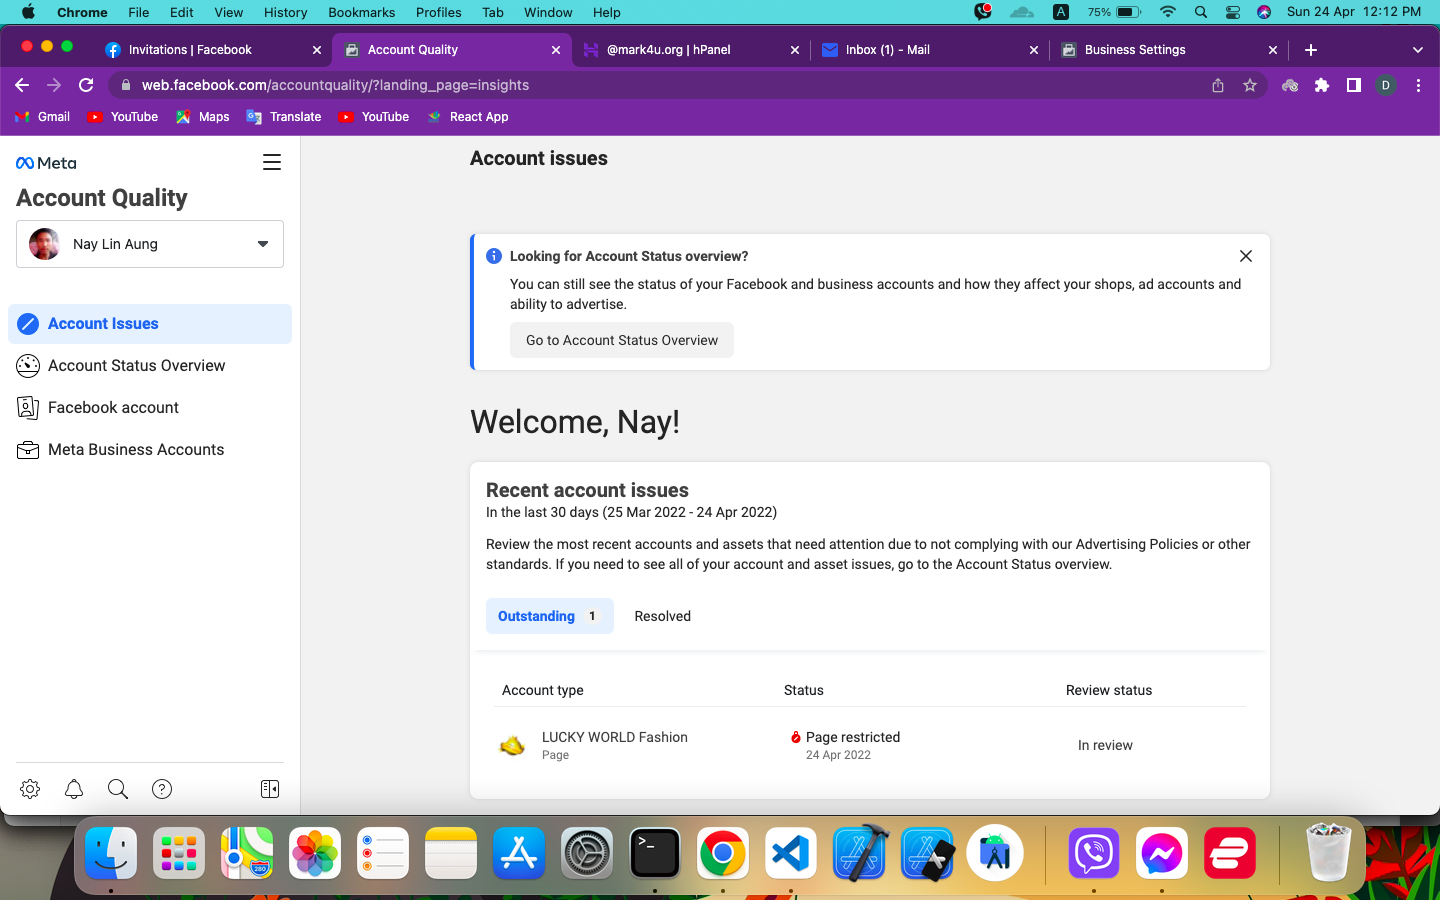 Chrome File Edit View History Bookmarks Profiles Tab Window Help A 75% Sun 24 Apr 12:12 PM
Invitations | Facebook Account Quality @mark4u.org | hPanel Inbox (1) - Mail Business Settings
web.facebook.com/accountquality/?landing_page=insights D
Gmail YouTube Maps Translate YouTube React App
Meta
Account Quality
Nay Lin Aung
Account Issues
Account Status Overview
Facebook account
Meta Business Accounts
Account issues
Looking for Account Status overview?
You can still see the status of your Facebook and business accounts and how they affect your shops, ad accounts and
ability to advertise.
Go to Account Status Overview
Welcome, Nay!
Recent account issues
In the last 30 days (25 Mar 2022 - 24 Apr 2022)
Review the most recent accounts and assets that need attention due to not complying with our Advertising Policies or other
standards. If you need to see all of your account and asset issues, go to the Account Status overview.
Outstanding 1 Resolved
Account type Status Review status
LUCKY WORLD Fashion Page restricted In review
Page 24 Apr 2022
280
>_